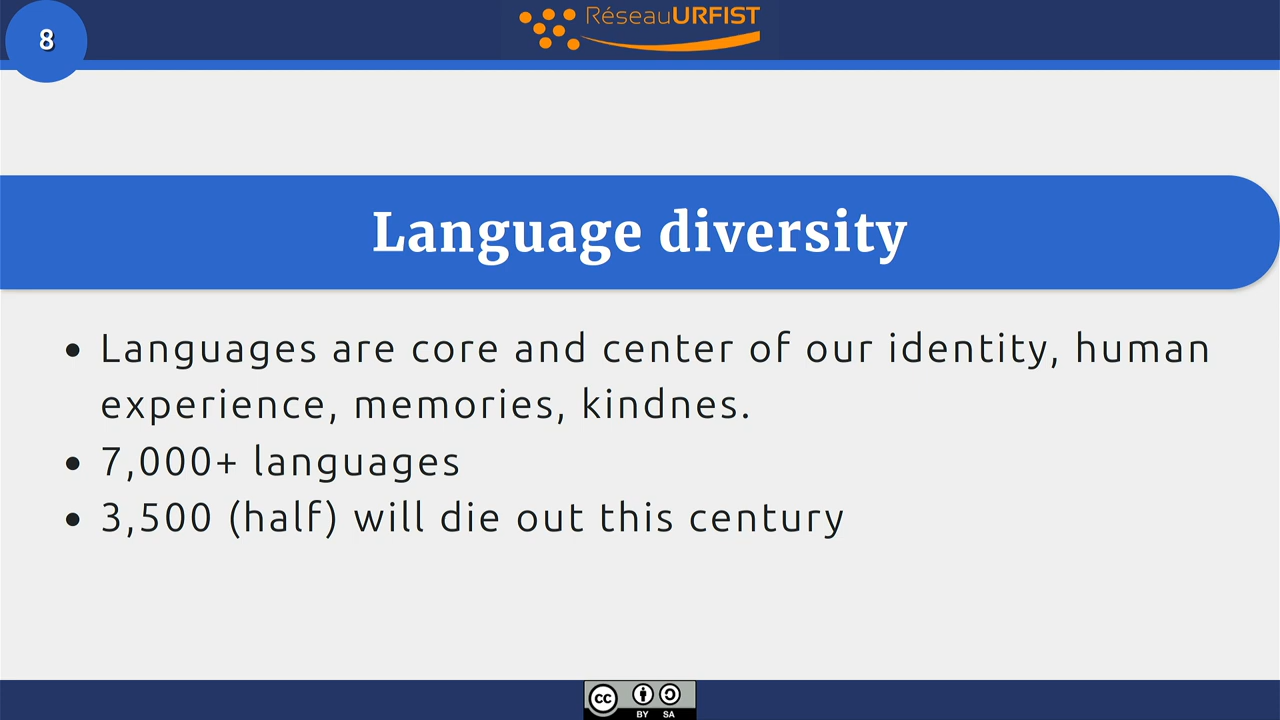 8
RéseauURFIST
Language diversity
• Languages are core and center of our identity, human
experience, memories, kindnes.
• 7,000+ languages
• 3,500 (half) will die out this century
cc
BY SA